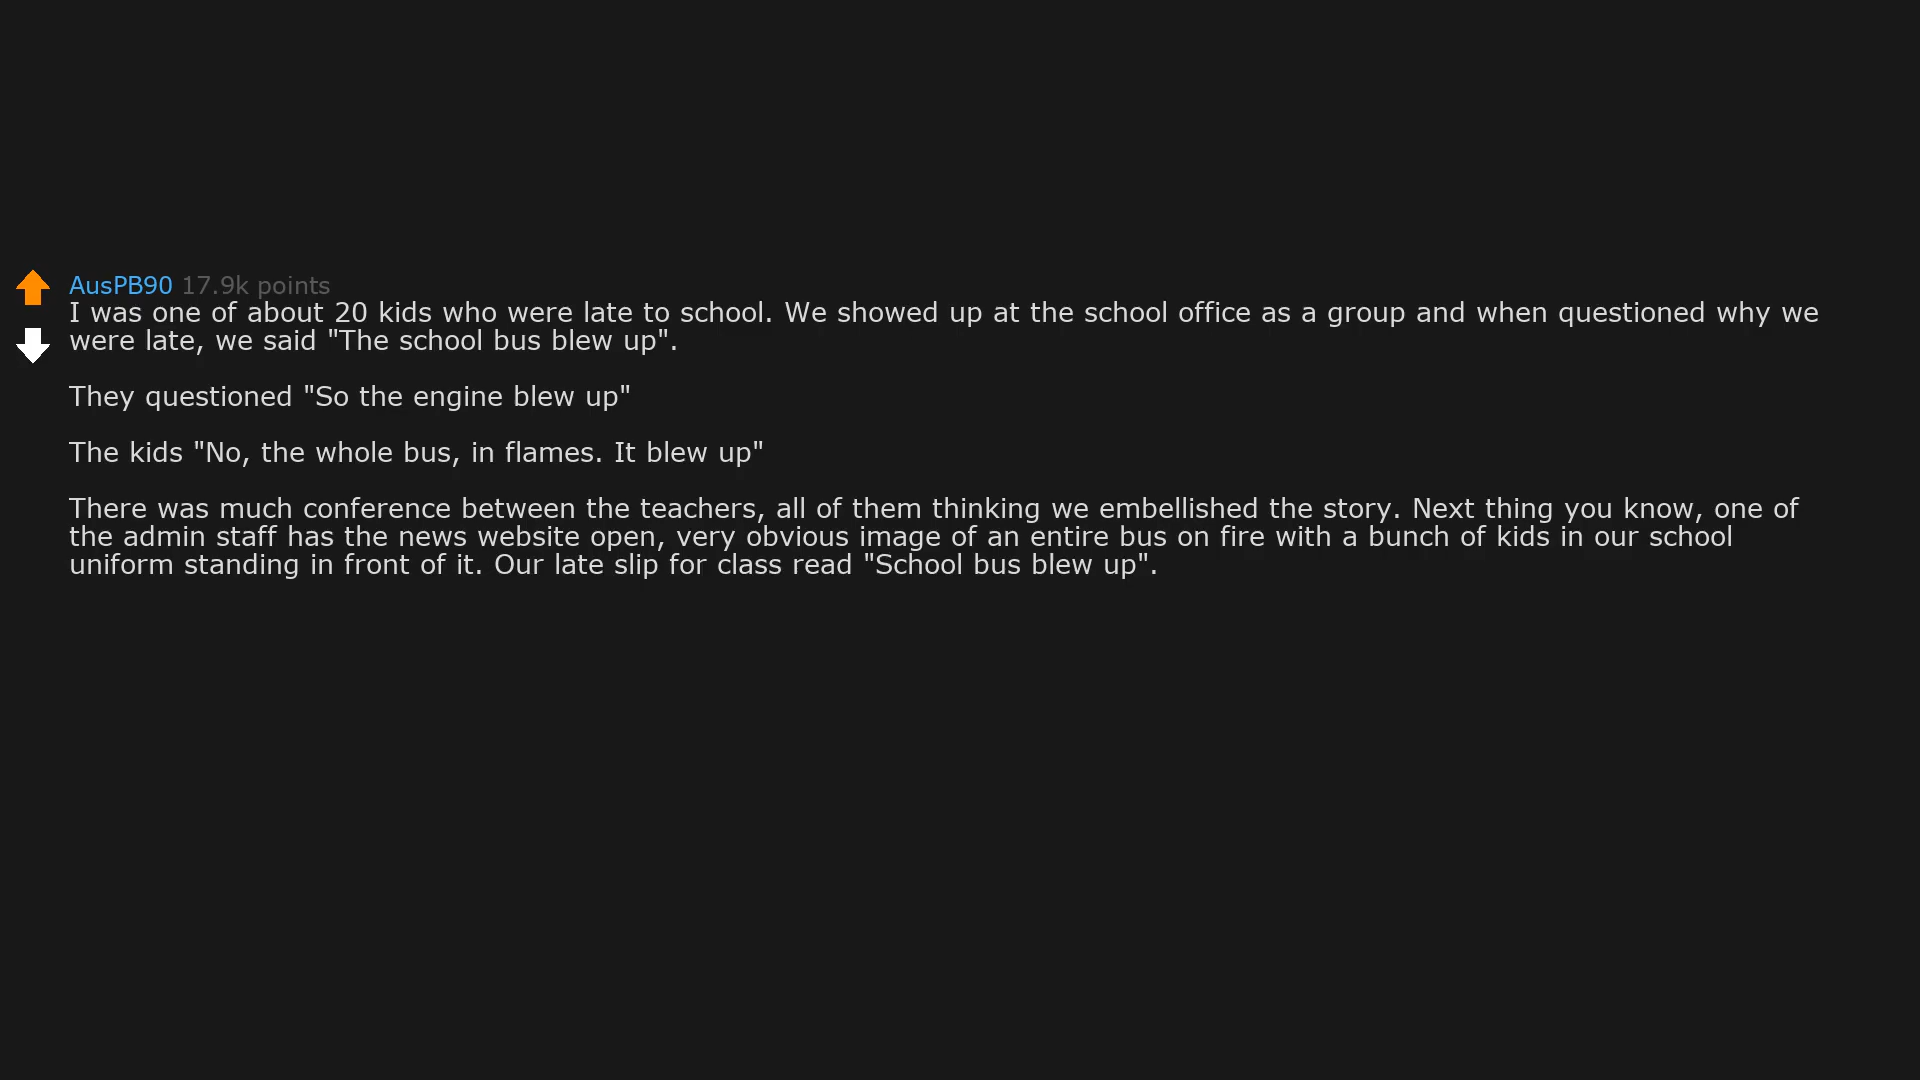 AusPB90 17.9k points
I was one of about 20 kids who were late to school. We showed up at the school office as a group and when questioned why we
were late, we said "The school bus blew up".
They questioned "So the engine blew up"
The kids "No, the whole bus, in flames. It blew up"
There was much conference between the teachers, all of them thinking we embellished the story. Next thing you know, one of
the admin staff has the news website open, very obvious image of an entire bus on fire with a bunch of kids in our school
uniform standing in front of it. Our late slip for class read "School bus blew up".